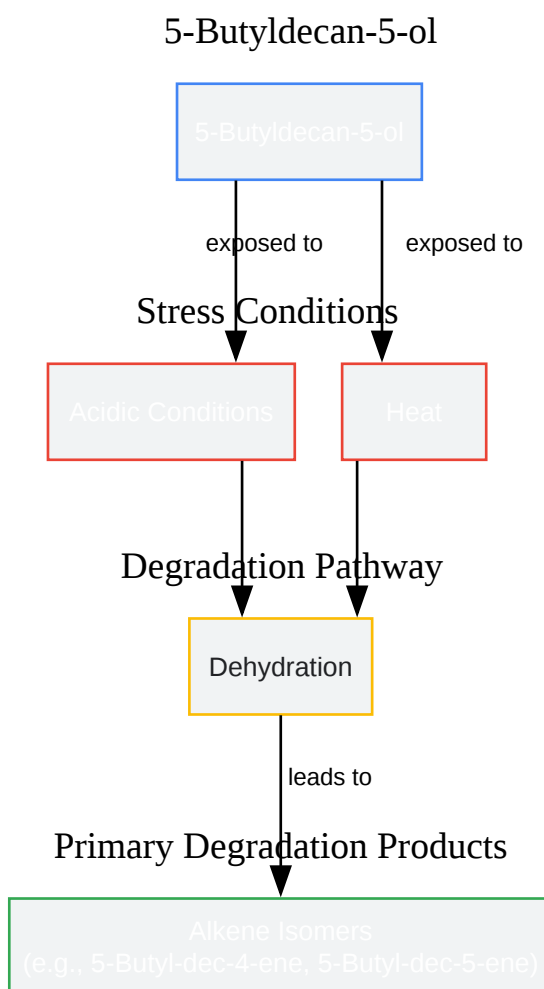 5-Butyldecan-5-ol
5-Butyldecan-5-ol
exposed to
exposed to
Stress Conditions
Acidic Conditions
Heat
Degradation Pathway
Dehydration
leads to
Primary Degradation Products
Alkene Isomers
(e.g., 5-Butyl-dec-4-ene, 5-Butyl-dec-5-ene)